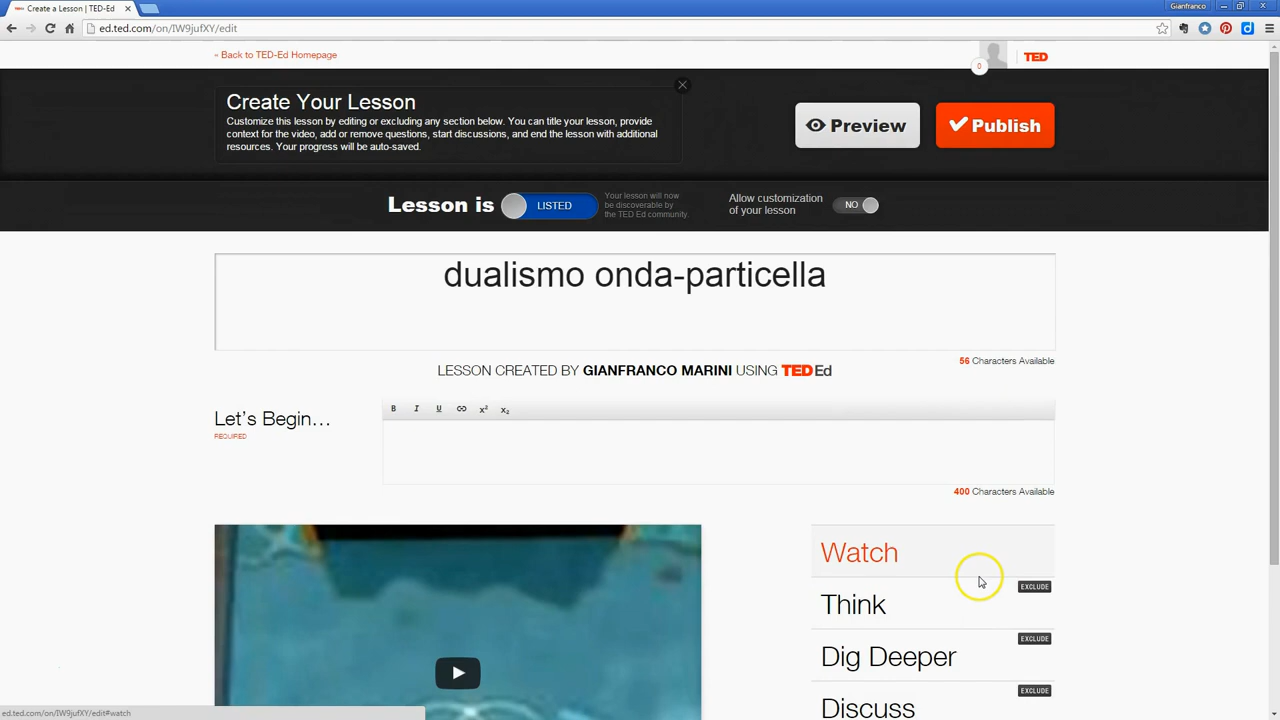 Create a Lesson | TED-Ed
Gianfranco
ed.ted.com/on/IW9jufXY/edit
« Back to TED-Ed Homepage
0
TED
Create Your Lesson
Customize this lesson by editing or excluding any section below. You can title your lesson, provide
context for the video, add or remove questions, start discussions, and end the lesson with additional
resources. Your progress will be auto-saved.
Preview
Publish
Lesson is
LISTED
Your lesson will now
be discoverable by
the TED Ed community.
Allow customization
of your lesson
NO
dualismo onda-particella
56 Characters Available
LESSON CREATED BY GIANFRANCO MARINI USING TED Ed
Let's Begin…
REQUIRED
B I U x² x₂
400 Characters Available
Watch
EXCLUDE
Think
EXCLUDE
Dig Deeper
EXCLUDE
Discuss
ed.ted.com/on/IW9jufXY/edit#watch